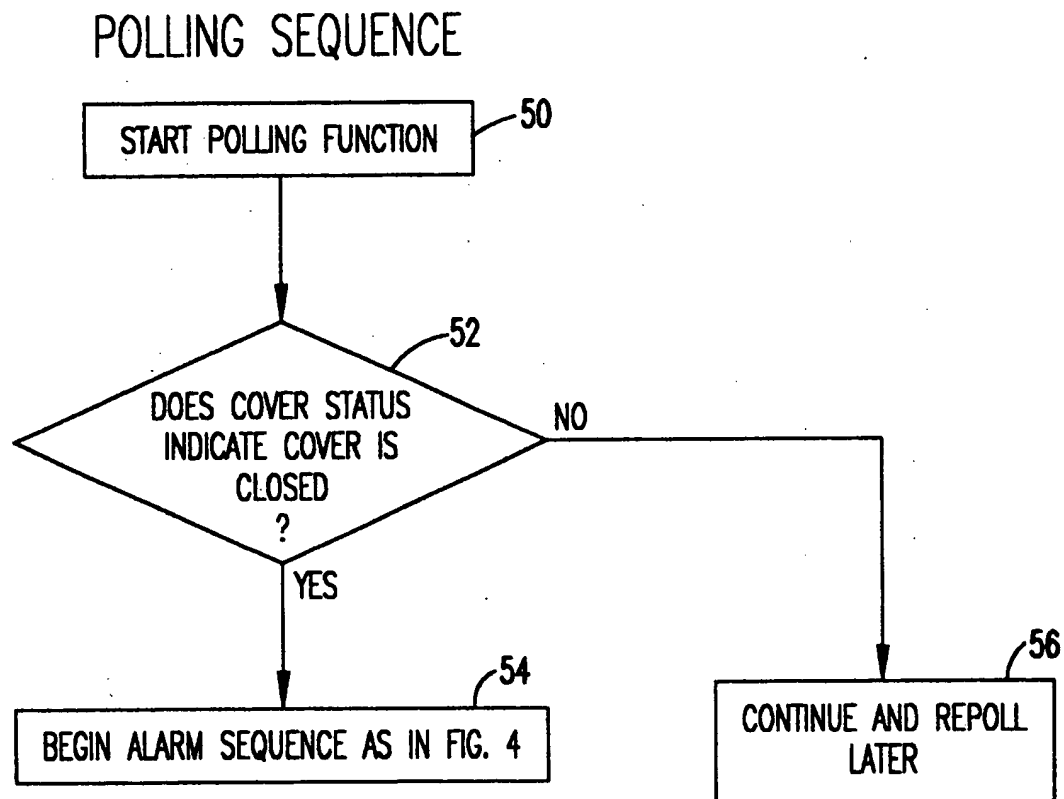 POLLING SEQUENCE
START POLLING FUNCTION
50
52
DOES COVER STATUS
INDICATE COVER IS
CLOSED
?
NO
YES
54
BEGIN ALARM SEQUENCE AS IN FIG. 4
56
CONTINUE AND REPOLL
LATER